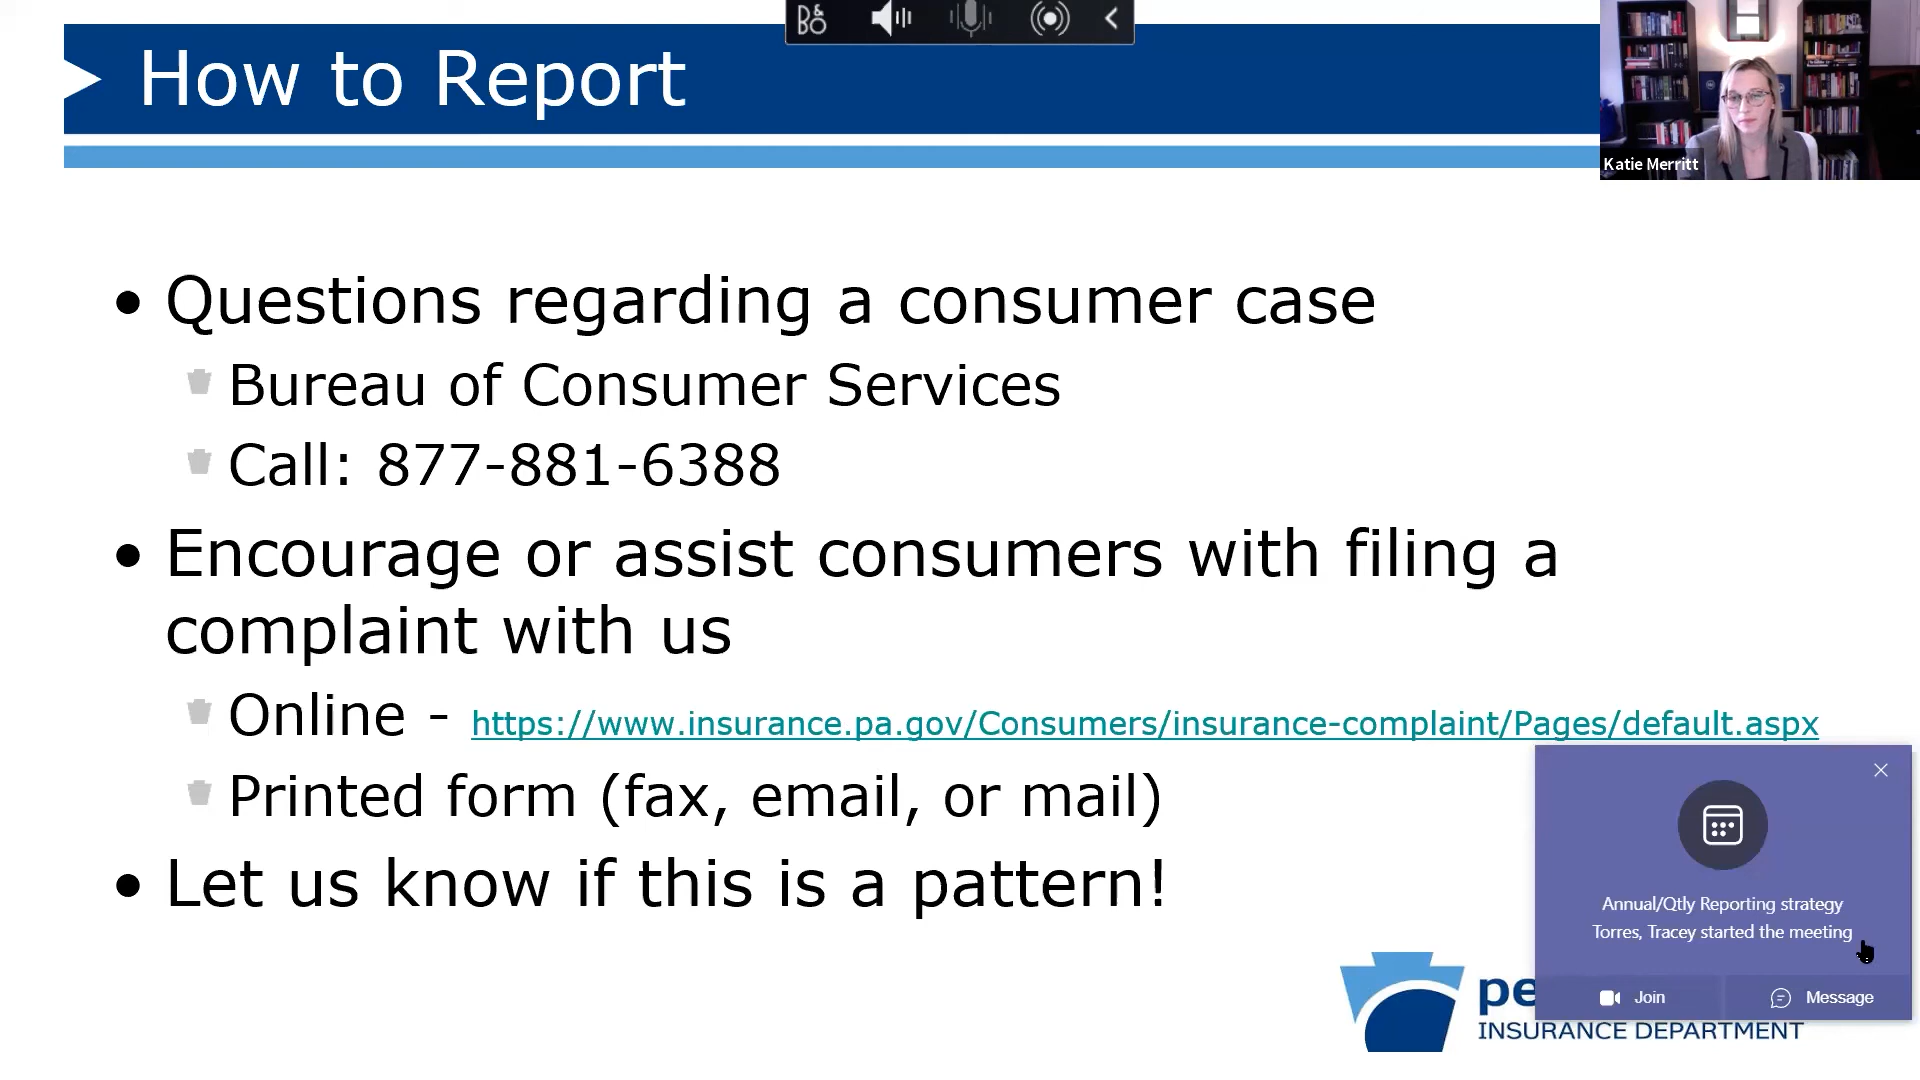 B&O
How to Report
Katie Merritt
• Questions regarding a consumer case
Bureau of Consumer Services
Call: 877-881-6388
• Encourage or assist consumers with filing a
complaint with us
Online - https://www.insurance.pa.gov/Consumers/insurance-complaint/Pages/default.aspx
Printed form (fax, email, or mail)
• Let us know if this is a pattern!
Annual/Qtly Reporting strategy
Torres, Tracey started the meeting
Join
Message
pe
INSURANCE DEPARTMENT